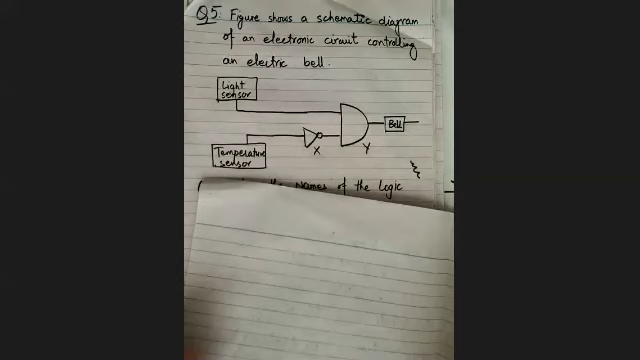 Q5. Figure shows a schematic diagram
of an electronic circuit controlling
an electric bell.
Light
sensor
Bell
X
Y
Temperature
sensor
the Names of the Logic